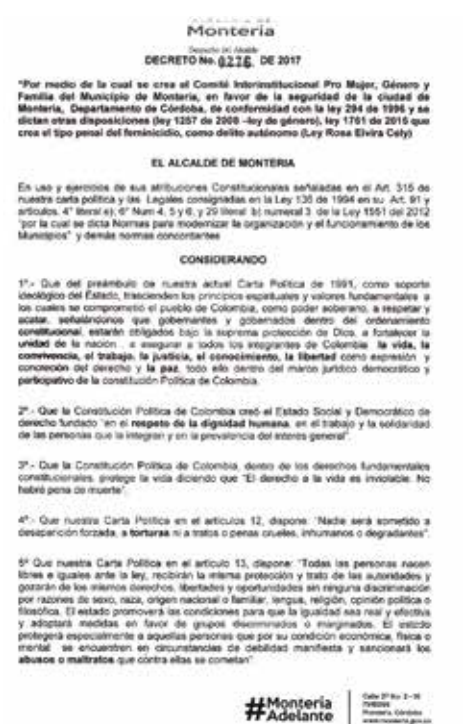 Montería
Despacho del Alcalde
DECRETO No. 0276 DE 2017
"Por medio de la cual se crea el Comité Interinstitucional Pro Mujer, Género y
Familia del Municipio de Montería, en favor de la seguridad de la ciudad de
Montería, Departamento de Córdoba, de conformidad con la ley 294 de 1996 y se
dictan otras disposiciones (ley 1257 de 2008 –ley de género), ley 1761 de 2015 que
crea el tipo penal del feminicidio, como delito autónomo (Ley Rosa Elvira Cely)
EL ALCALDE DE MONTERIA
En uso y ejercicios de sus atribuciones Constitucionales señaladas en el Art. 315 de
nuestra carta política y las Legales consignadas en la Ley 136 de 1994 en su Art. 91 y
artículos, 4° literal e); 6° Num 4, 5 y 6, y 29 literal b) numeral 3 de la Ley 1551 del 2012
"por la cual se dicta Normas para modernizar la organización y el funcionamiento de los
Municipios" y demás normas concordantes
CONSIDERANDO
1º.- Que del preámbulo de nuestra actual Carta Política de 1991, como soporte
ideológico del Estado, trascienden los principios espirituales y valores fundamentales a
los cuales se comprometió el pueblo de Colombia, como poder soberano, a respetar y
acatar, señalándonos que gobernantes y gobernados dentro del ordenamiento
constitucional, estarán obligados bajo la suprema protección de Dios, a fortalecer la
unidad de la nación , a asegurar a todos los integrantes de Colombia la vida, la
convivencia, el trabajo, la justicia, el conocimiento, la libertad como expresión y
concreción del derecho y la paz, todo ello dentro del marco jurídico democrático y
participativo de la constitución Política de Colombia.
2º.- Que la Constitución Política de Colombia creó el Estado Social y Democrático de
derecho fundado "en el respeto de la dignidad humana, en el trabajo y la solidaridad
de las personas que la integran y en la prevalencia del interés general".
3º.- Que la Constitución Política de Colombia, dentro de los derechos fundamentales
constitucionales, protege la vida diciendo que "El derecho a la vida es inviolable. No
habrá pena de muerte".
4º.- Que nuestra Carta Política en el artículos 12, dispone: "Nadie será sometido a
desaparición forzada, a torturas ni a tratos o penas crueles, inhumanos o degradantes".
5º Que nuestra Carta Política en el artículo 13, dispone: "Todas las personas nacen
libres e iguales ante la ley, recibirán la misma protección y trato de las autoridades y
gozarán de los mismos derechos, libertades y oportunidades sin ninguna discriminación
por razones de sexo, raza, origen nacional o familiar, lengua, religión, opinión política o
filosófica. El estado promoverá las condiciones para que la igualdad sea real y efectiva
y adoptará medidas en favor de grupos discriminados o marginados. El estado
protegerá especialmente a aquellas personas que por su condición económica, física o
mental se encuentren en circunstancias de debilidad manifiesta y sancionará los
abusos o maltratos que contra ellas se cometan"
#Montería
Adelante
Montería, Córdoba